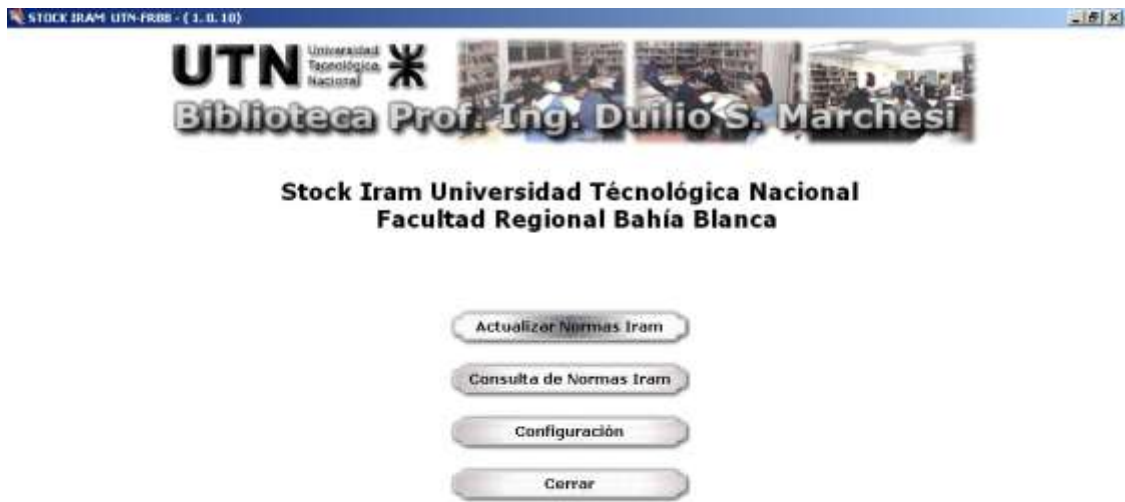 STOCK IRAM UTN-FRBB - ( 1. 0. 10)
UTN Universidad
Tecnológica
Nacional
Biblioteca Prof. Ing. Duilio S. Marchesi
Stock Iram Universidad Técnológica Nacional
Facultad Regional Bahía Blanca
Actualizar Normas Iram
Consulta de Normas Iram
Configuración
Cerrar